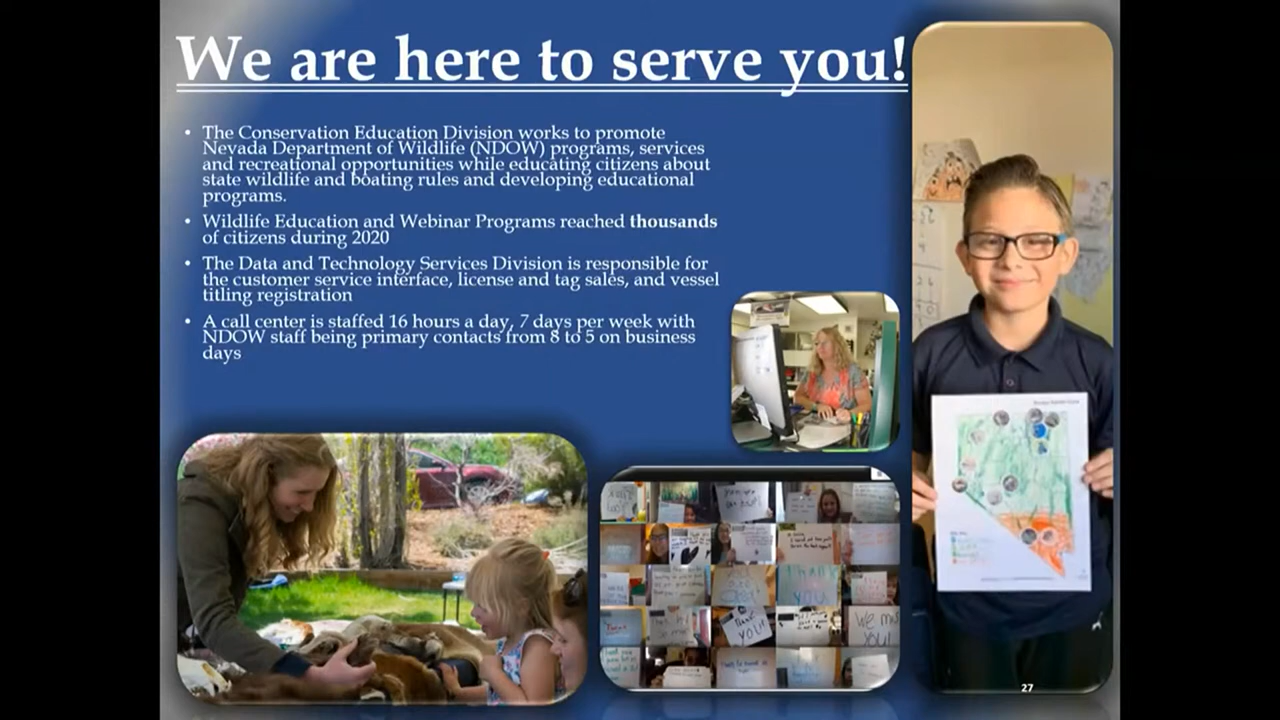 We are here to serve you!
• The Conservation Education Division works to promote
Nevada Department of Wildlife (NDOW) programs, services
and recreational opportunities while educating citizens about
state wildlife and boating rules and developing educational
programs.
• Wildlife Education and Webinar Programs reached thousands
of citizens during 2020
• The Data and Technology Services Division is responsible for
the customer service interface, license and tag sales, and vessel
titling registration
• A call center is staffed 16 hours a day, 7 days per week with
NDOW staff being primary contacts from 8 to 5 on business
days
Thank
YOU
THANK
YOU!
We miss
YOU!
27